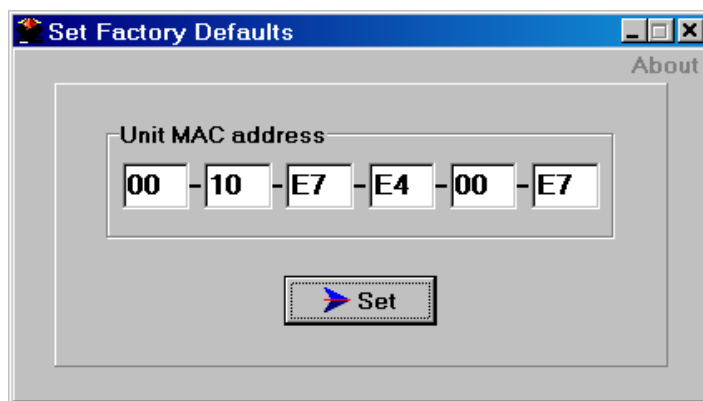 Set Factory Defaults
About
Unit MAC address
00-10-E7-E4-00-E7
Set